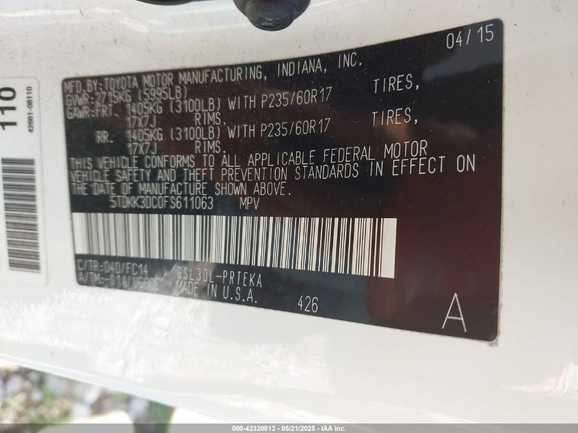 04/15
MFD.BY:TOYOTA MOTOR MANUFACTURING, INDIANA, INC.
GVWR:2715KG (5995LB)
GAWR:FRT. 1405KG (3100LB) WITH P235/60R17 TIRES,
17X7J RIMS.
RR. 1405KG (3100LB) WITH P235/60R17 TIRES,
17X7J RIMS.
THIS VEHICLE CONFORMS TO ALL APPLICABLE FEDERAL MOTOR
VEHICLE SAFETY AND THEFT PREVENTION STANDARDS IN EFFECT ON
THE DATE OF MANUFACTURE SHOWN ABOVE.
5TDKK3DC0FS611063 MPV
C/TR:040/FC14
GSL30L-PRTEKA
MADE IN U.S.A.
426
A
110
000-42320012 - 05/21/2025 - IAA Inc.